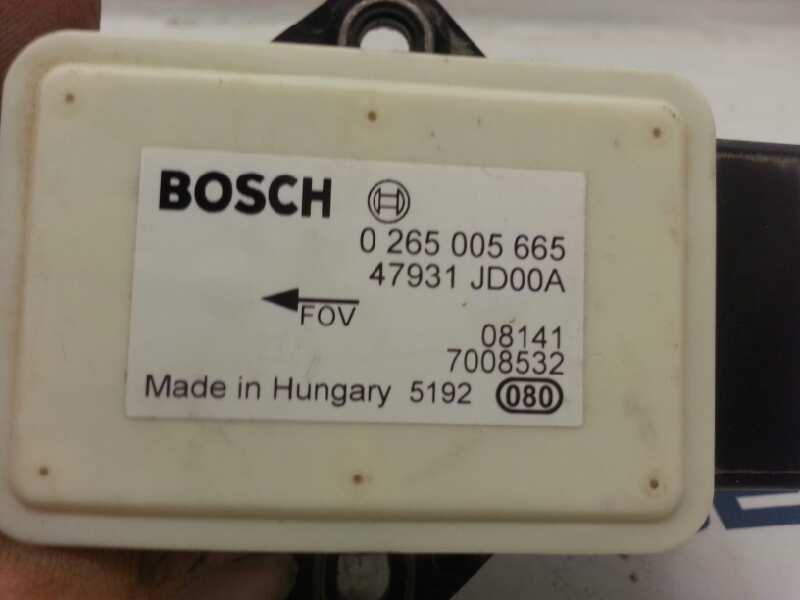 BOSCH
0 265 005 665
47931 JD00A
FOV
08141
7008532
Made in Hungary 5192 080